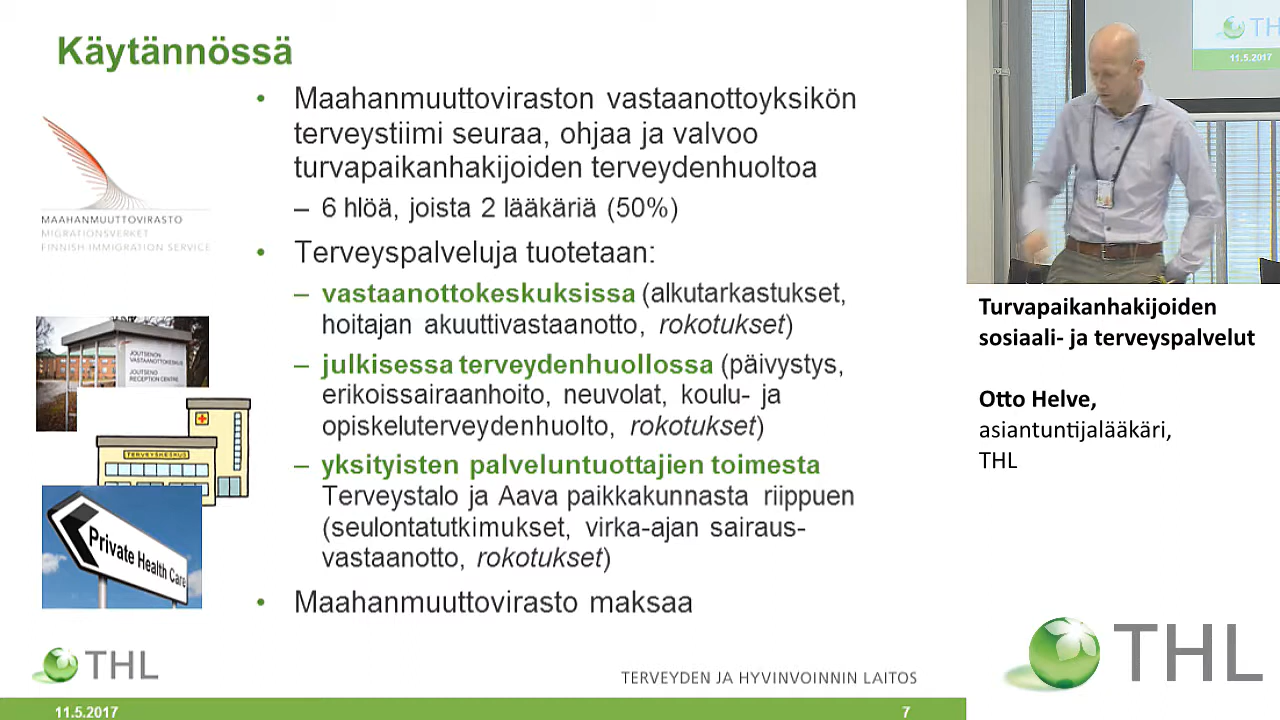 Käytännössä
• Maahanmuuttoviraston vastaanottoyksikön
terveystiimi seuraa, ohjaa ja valvoo
turvapaikanhakijoiden terveydenhuoltoa
– 6 hlöä, joista 2 lääkäriä (50%)
• Terveyspalveluja tuotetaan:
– vastaanottokeskuksissa (alkutarkastukset,
hoitajan akuuttivastaanotto, rokotukset)
– julkisessa terveydenhuollossa (päivystys,
erikoissairaanhoito, neuvolat, koulu- ja
opiskeluterveydenhuolto, rokotukset)
– yksityisten palveluntuottajien toimesta
Terveystalo ja Aava paikkakunnasta riippuen
(seulontatutkimukset, virka-ajan sairaus-
vastaanotto, rokotukset)
• Maahanmuuttovirasto maksaa
MAAHANMUUTTOVIRASTO
MIGRATIONSVERKET
FINNISH IMMIGRATION SERVICE
JOUTSENON
VASTAANOTTOKESKUS
JOUTSENO
RECEPTION CENTRE
TERVEYSKESKUS
Private Health Care
THL
TERVEYDEN JA HYVINVOINNIN LAITOS
11.5.2017
7
TH
11.5.2017
Turvapaikanhakijoiden
sosiaali- ja terveyspalvelut
Otto Helve,
asiantuntijalääkäri,
THL
THL